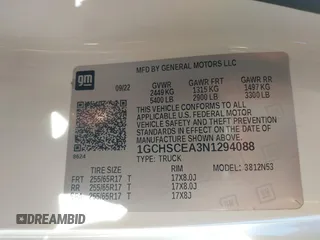 MFD BY GENERAL MOTORS LLC
gm
09/22
GVWR GAWR FRT GAWR RR
2449 KG 1315 KG 1497 KG
5400 LB 2900 LB 3300 LB
THIS VEHICLE CONFORMS TO ALL
APPLICABLE U.S. FEDERAL MOTOR
VEHICLE SAFETY, BUMPER, AND THEFT
PREVENTION STANDARDS IN EFFECT ON
THE DATE OF MANUFACTURE SHOWN ABOVE.
1GCHSCEA3N1294088
TYPE: TRUCK
TIRE SIZE RIM MODEL: 3812N53
FRT 255/65R17 T 17X8.0J
RR 255/65R17 T 17X8.0J
255/65R17 T 17X8.0J
DREAMBID